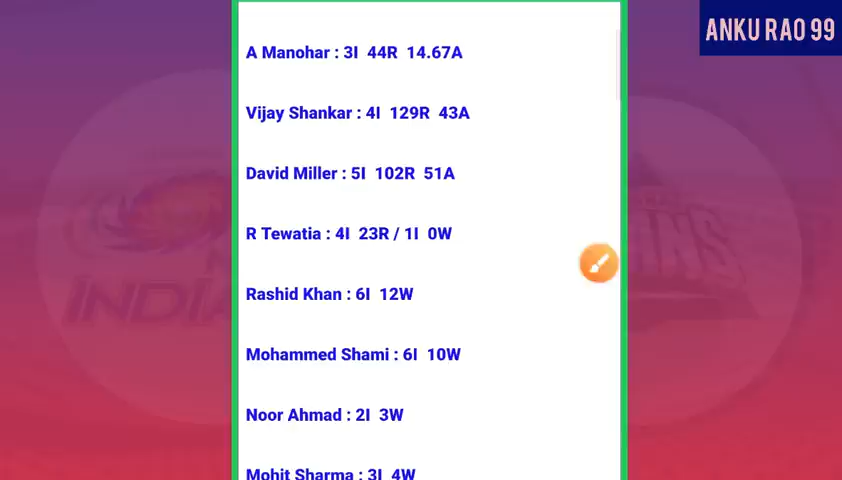 ANKU RAO 99
A Manohar : 3I 44R 14.67A
Vijay Shankar : 4I 129R 43A
David Miller : 5I 102R 51A
R Tewatia : 4I 23R / 1I 0W
Rashid Khan : 6I 12W
Mohammed Shami : 6I 10W
Noor Ahmad : 2I 3W
Mohit Sharma : 3I 4W